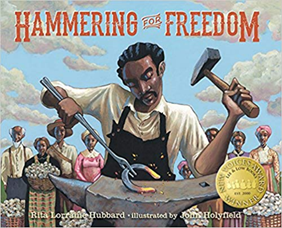 HAMMERING FOR FREEDOM
Rita Lorraine Hubbard • illustrated by John Holyfield